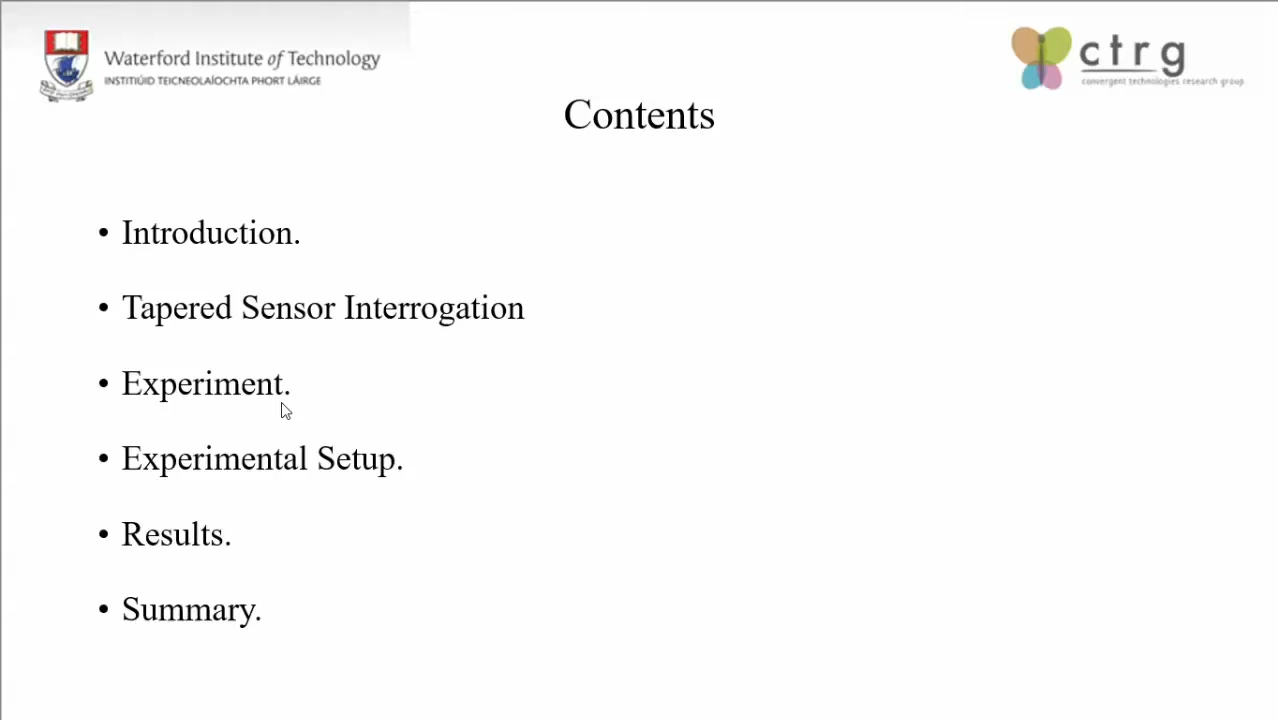 Waterford Institute of Technology
INSTITIÚID TEICNEOLAÍOCHTA PHORT LÁIRGE
ctrg
convergent technologies research group
Contents
• Introduction.
• Tapered Sensor Interrogation
• Experiment.
• Experimental Setup.
• Results.
• Summary.